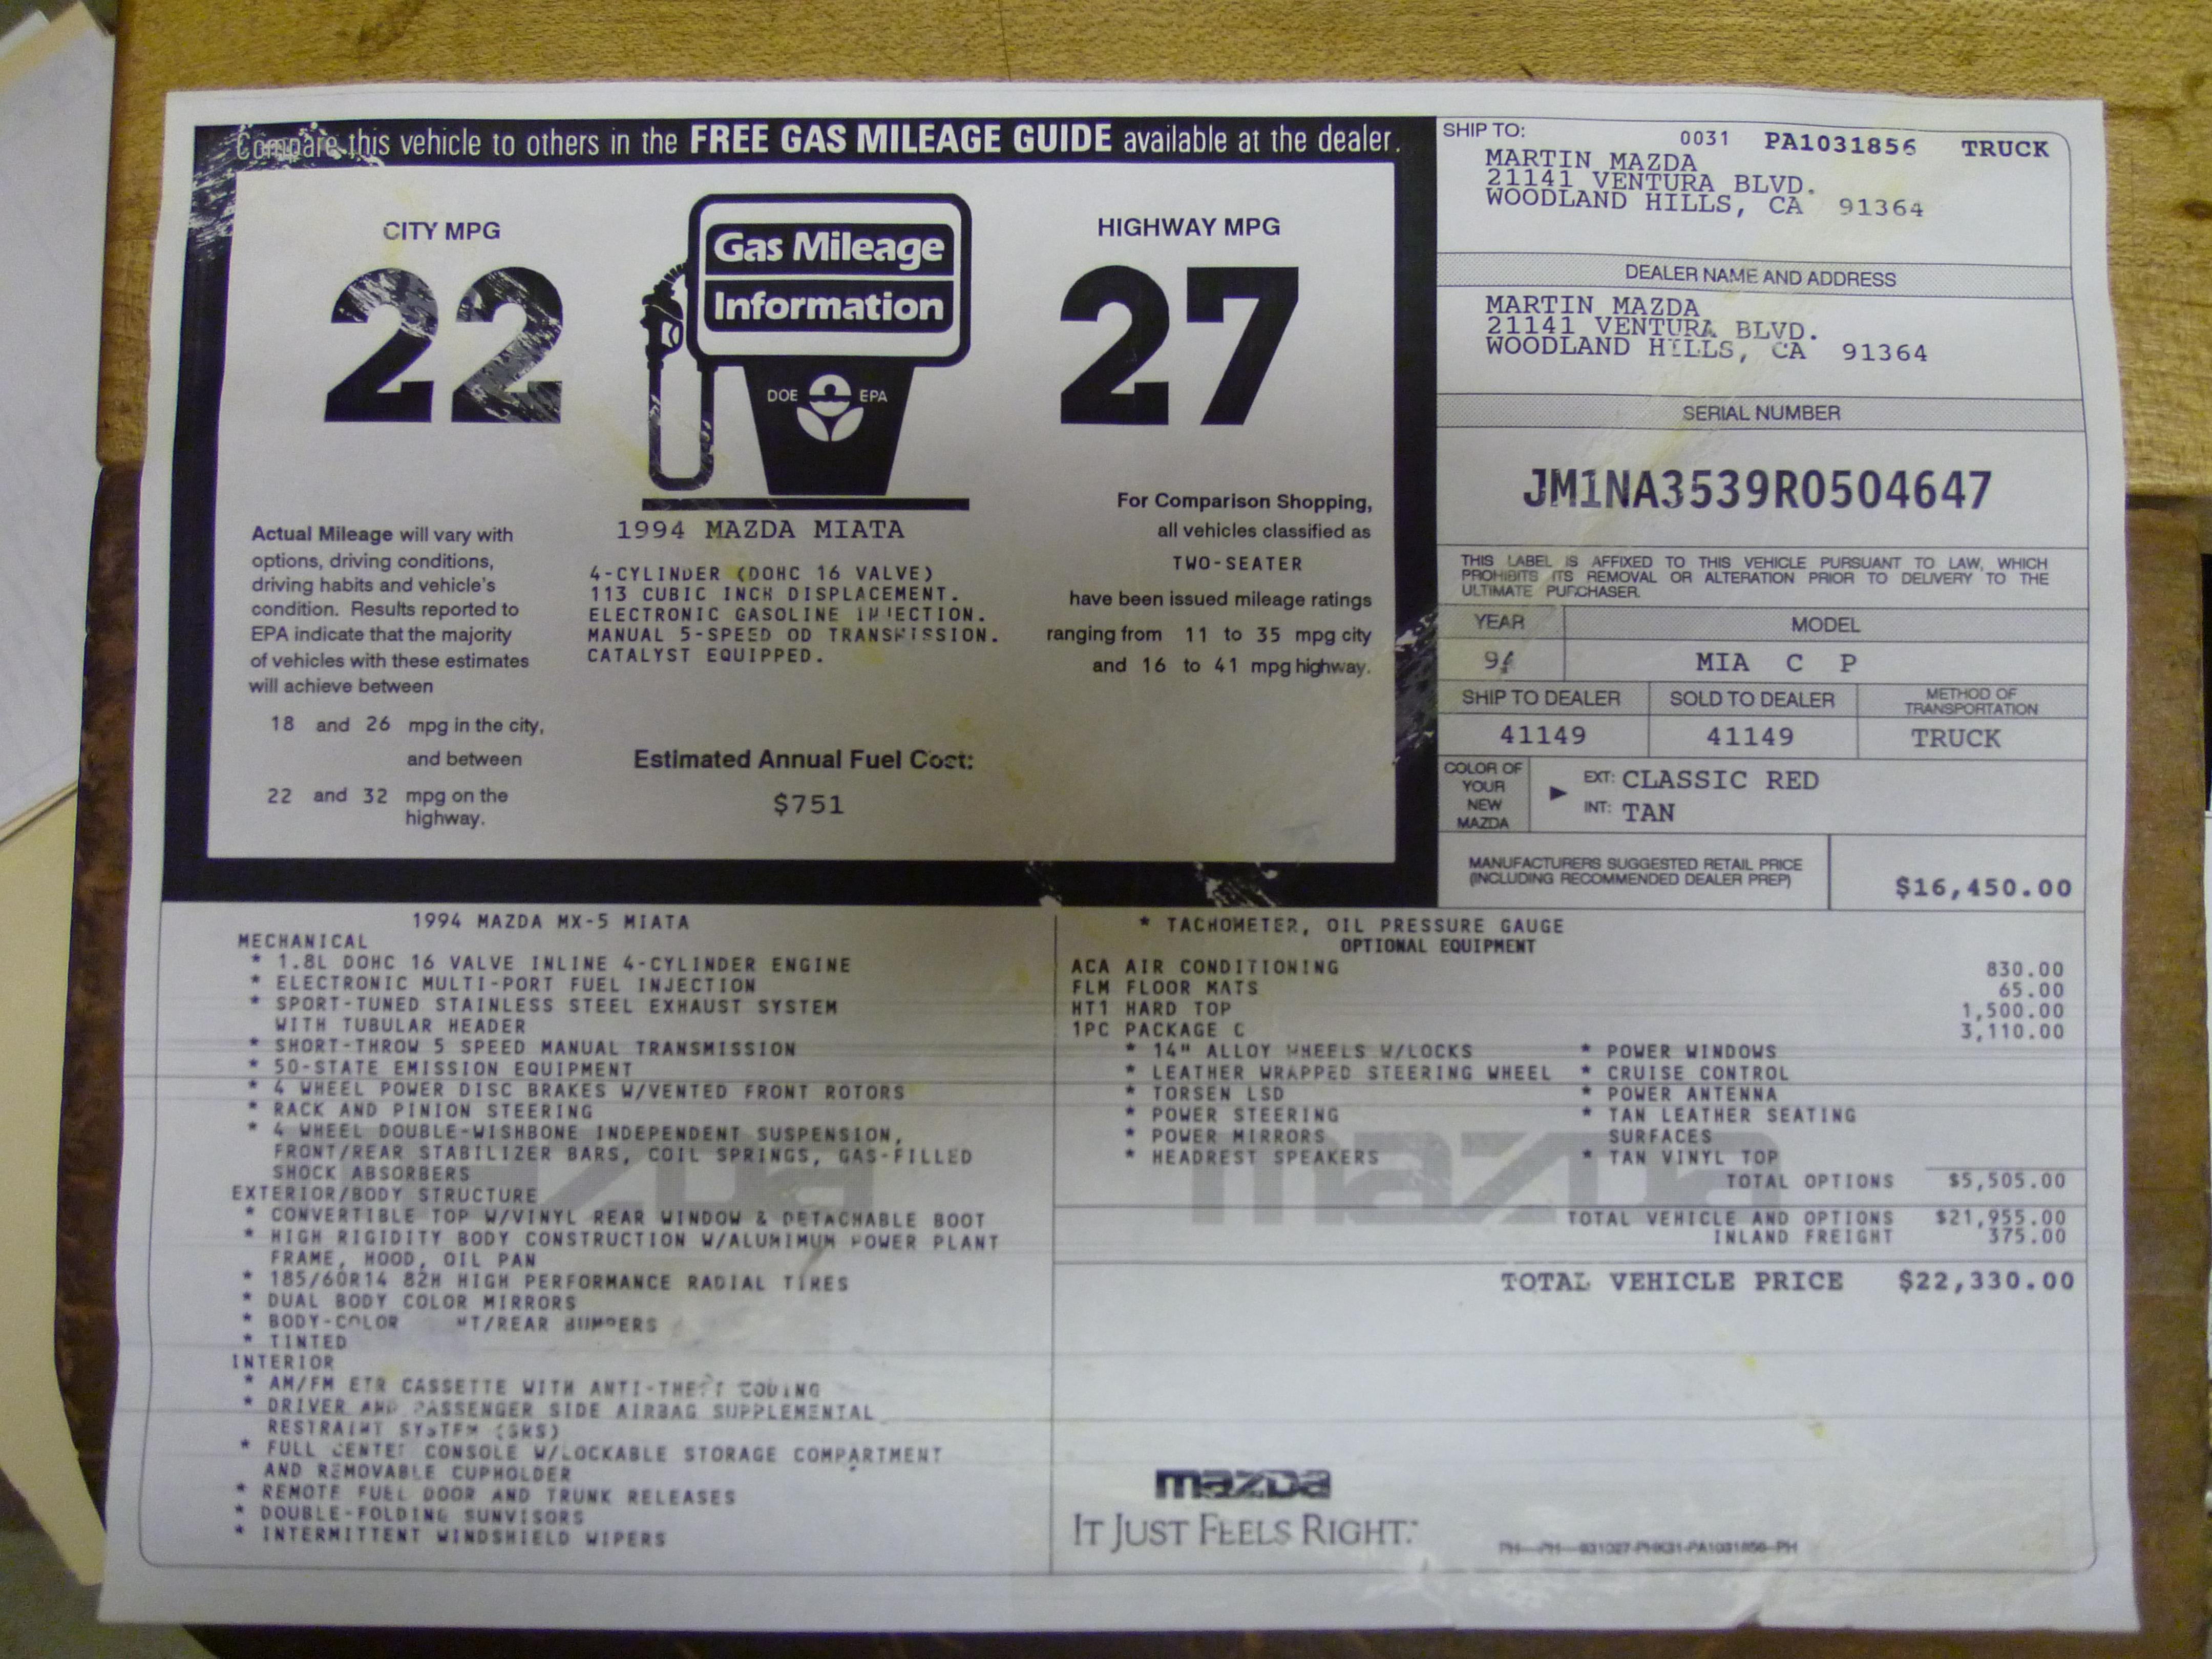 Compare this vehicle to others in the FREE GAS MILEAGE GUIDE available at the dealer.
CITY MPG
22
Gas Mileage
Information
DOE EPA
HIGHWAY MPG
27
Actual Mileage will vary with
options, driving conditions,
driving habits and vehicle's
condition. Results reported to
EPA indicate that the majority
of vehicles with these estimates
will achieve between
18 and 26 mpg in the city,
and between
22 and 32 mpg on the
highway.
1994 MAZDA MIATA
4-CYLINDER (DOHC 16 VALVE)
113 CUBIC INCH DISPLACEMENT.
ELECTRONIC GASOLINE INJECTION.
MANUAL 5-SPEED OD TRANSMISSION.
CATALYST EQUIPPED.
Estimated Annual Fuel Cost:
$751
For Comparison Shopping,
all vehicles classified as
TWO-SEATER
have been issued mileage ratings
ranging from 11 to 35 mpg city
and 16 to 41 mpg highway.
SHIP TO: 0031 PA1031856 TRUCK
MARTIN MAZDA
21141 VENTURA BLVD.
WOODLAND HILLS, CA 91364
DEALER NAME AND ADDRESS
MARTIN MAZDA
21141 VENTURA BLVD.
WOODLAND HILLS, CA 91364
SERIAL NUMBER
JM1NA3539R0504647
THIS LABEL IS AFFIXED TO THIS VEHICLE PURSUANT TO LAW, WHICH
PROHIBITS ITS REMOVAL OR ALTERATION PRIOR TO DELIVERY TO THE
ULTIMATE PURCHASER.
YEAR MODEL
94 MIA C P
SHIP TO DEALER SOLD TO DEALER METHOD OF TRANSPORTATION
41149 41149 TRUCK
COLOR OF
YOUR
NEW
MAZDA
EXT: CLASSIC RED
INT: TAN
MANUFACTURERS SUGGESTED RETAIL PRICE
(INCLUDING RECOMMENDED DEALER PREP)
$16,450.00
1994 MAZDA MX-5 MIATA
MECHANICAL
* 1.8L DOHC 16 VALVE INLINE 4-CYLINDER ENGINE
* ELECTRONIC MULTI-PORT FUEL INJECTION
* SPORT-TUNED STAINLESS STEEL EXHAUST SYSTEM
WITH TUBULAR HEADER
* SHORT-THROW 5 SPEED MANUAL TRANSMISSION
* 50-STATE EMISSION EQUIPMENT
* 4 WHEEL POWER DISC BRAKES W/VENTED FRONT ROTORS
* RACK AND PINION STEERING
* 4 WHEEL DOUBLE-WISHBONE INDEPENDENT SUSPENSION,
FRONT/REAR STABILIZER BARS, COIL SPRINGS, GAS-FILLED
SHOCK ABSORBERS
EXTERIOR/BODY STRUCTURE
* CONVERTIBLE TOP W/VINYL REAR WINDOW & DETACHABLE BOOT
* HIGH RIGIDITY BODY CONSTRUCTION W/ALUMIMUM POWER PLANT
FRAME, HOOD, OIL PAN
* 185/60R14 82H HIGH PERFORMANCE RADIAL TIRES
* DUAL BODY COLOR MIRRORS
* BODY-COLOR /REAR BUMPERS
* TINTED
INTERIOR
* AM/FM ETR CASSETTE WITH ANTI-THEFT CODING
* DRIVER AND PASSENGER SIDE AIRBAG SUPPLEMENTAL
RESTRAINT SYSTEM (SRS)
* FULL CENTER CONSOLE W/LOCKABLE STORAGE COMPARTMENT
AND REMOVABLE CUPHOLDER
* REMOTE FUEL DOOR AND TRUNK RELEASES
* DOUBLE-FOLDING SUNVISORS
* INTERMITTENT WINDSHIELD WIPERS
* TACHOMETER, OIL PRESSURE GAUGE
OPTIONAL EQUIPMENT
ACA AIR CONDITIONING 830.00
FLM FLOOR MATS 65.00
HT1 HARD TOP 1,500.00
1PC PACKAGE C 3,110.00
* 14" ALLOY WHEELS W/LOCKS * POWER WINDOWS
* LEATHER WRAPPED STEERING WHEEL * CRUISE CONTROL
* TORSEN LSD * POWER ANTENNA
* POWER STEERING * TAN LEATHER SEATING
* POWER MIRRORS SURFACES
* HEADREST SPEAKERS * TAN VINYL TOP
TOTAL OPTIONS $5,505.00
TOTAL VEHICLE AND OPTIONS $21,955.00
INLAND FREIGHT 375.00
TOTAL VEHICLE PRICE $22,330.00
mazda mazda
mazda
IT JUST FEELS RIGHT.